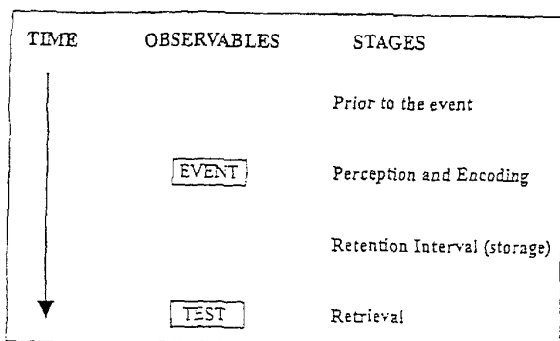 TIME OBSERVABLES STAGES
Prior to the event
EVENT Perception and Encoding
Retention Interval (storage)
TEST Retrieval